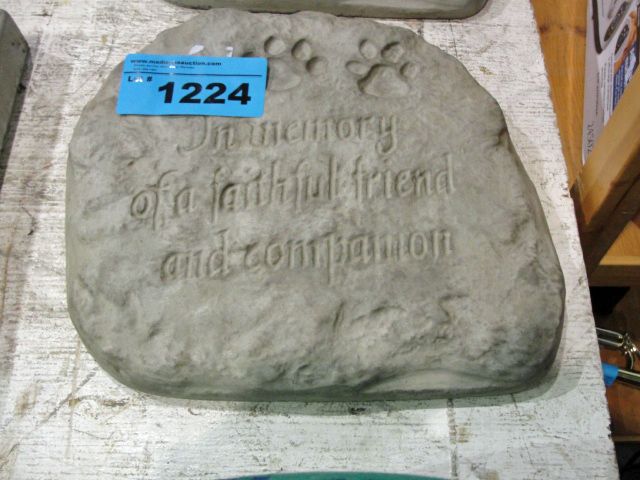 LOT # 1224
In memory
of a faithful friend
and companion